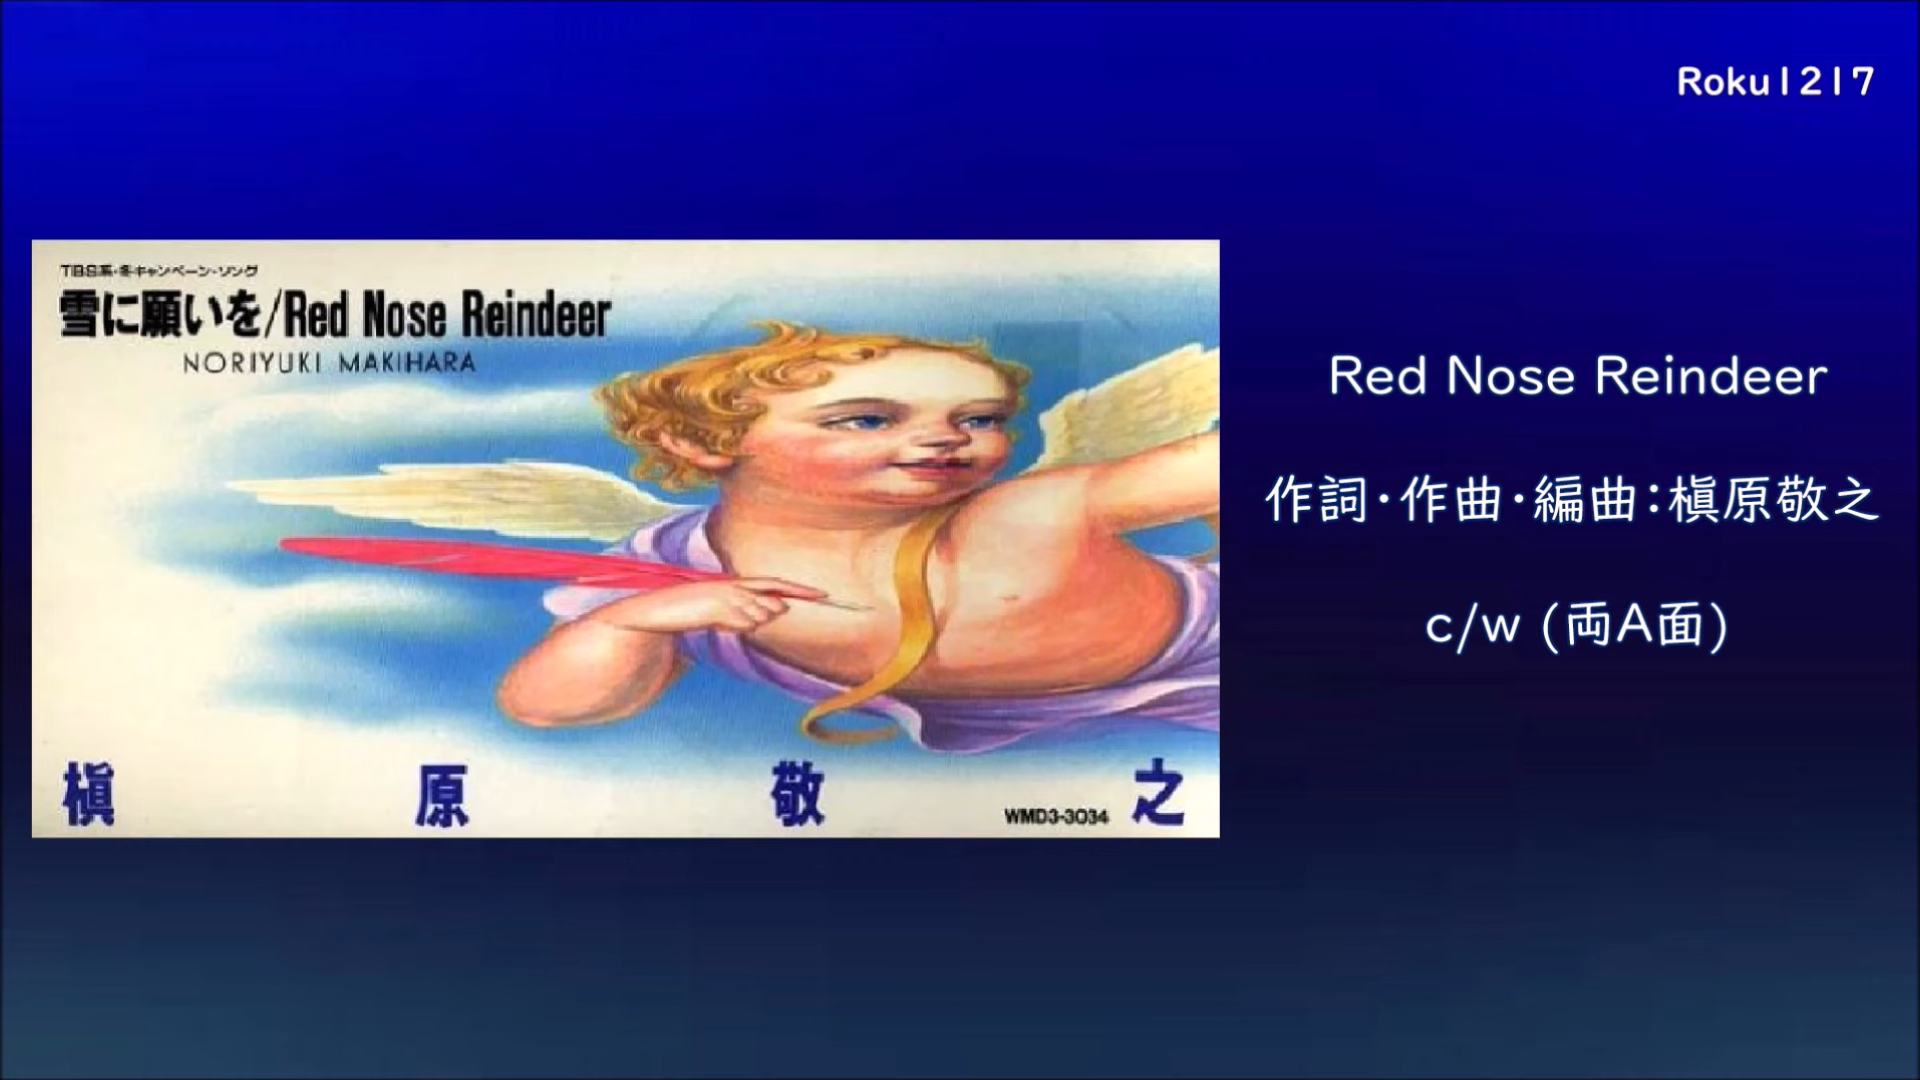 Roku1217
TBS系・冬キャンペーン・ソング
雪に願いを/Red Nose Reindeer
NORIYUKI MAKIHARA
槇原敬之
WMD3-3034
Red Nose Reindeer
作詞・作曲・編曲：槇原敬之
c/w (両A面)